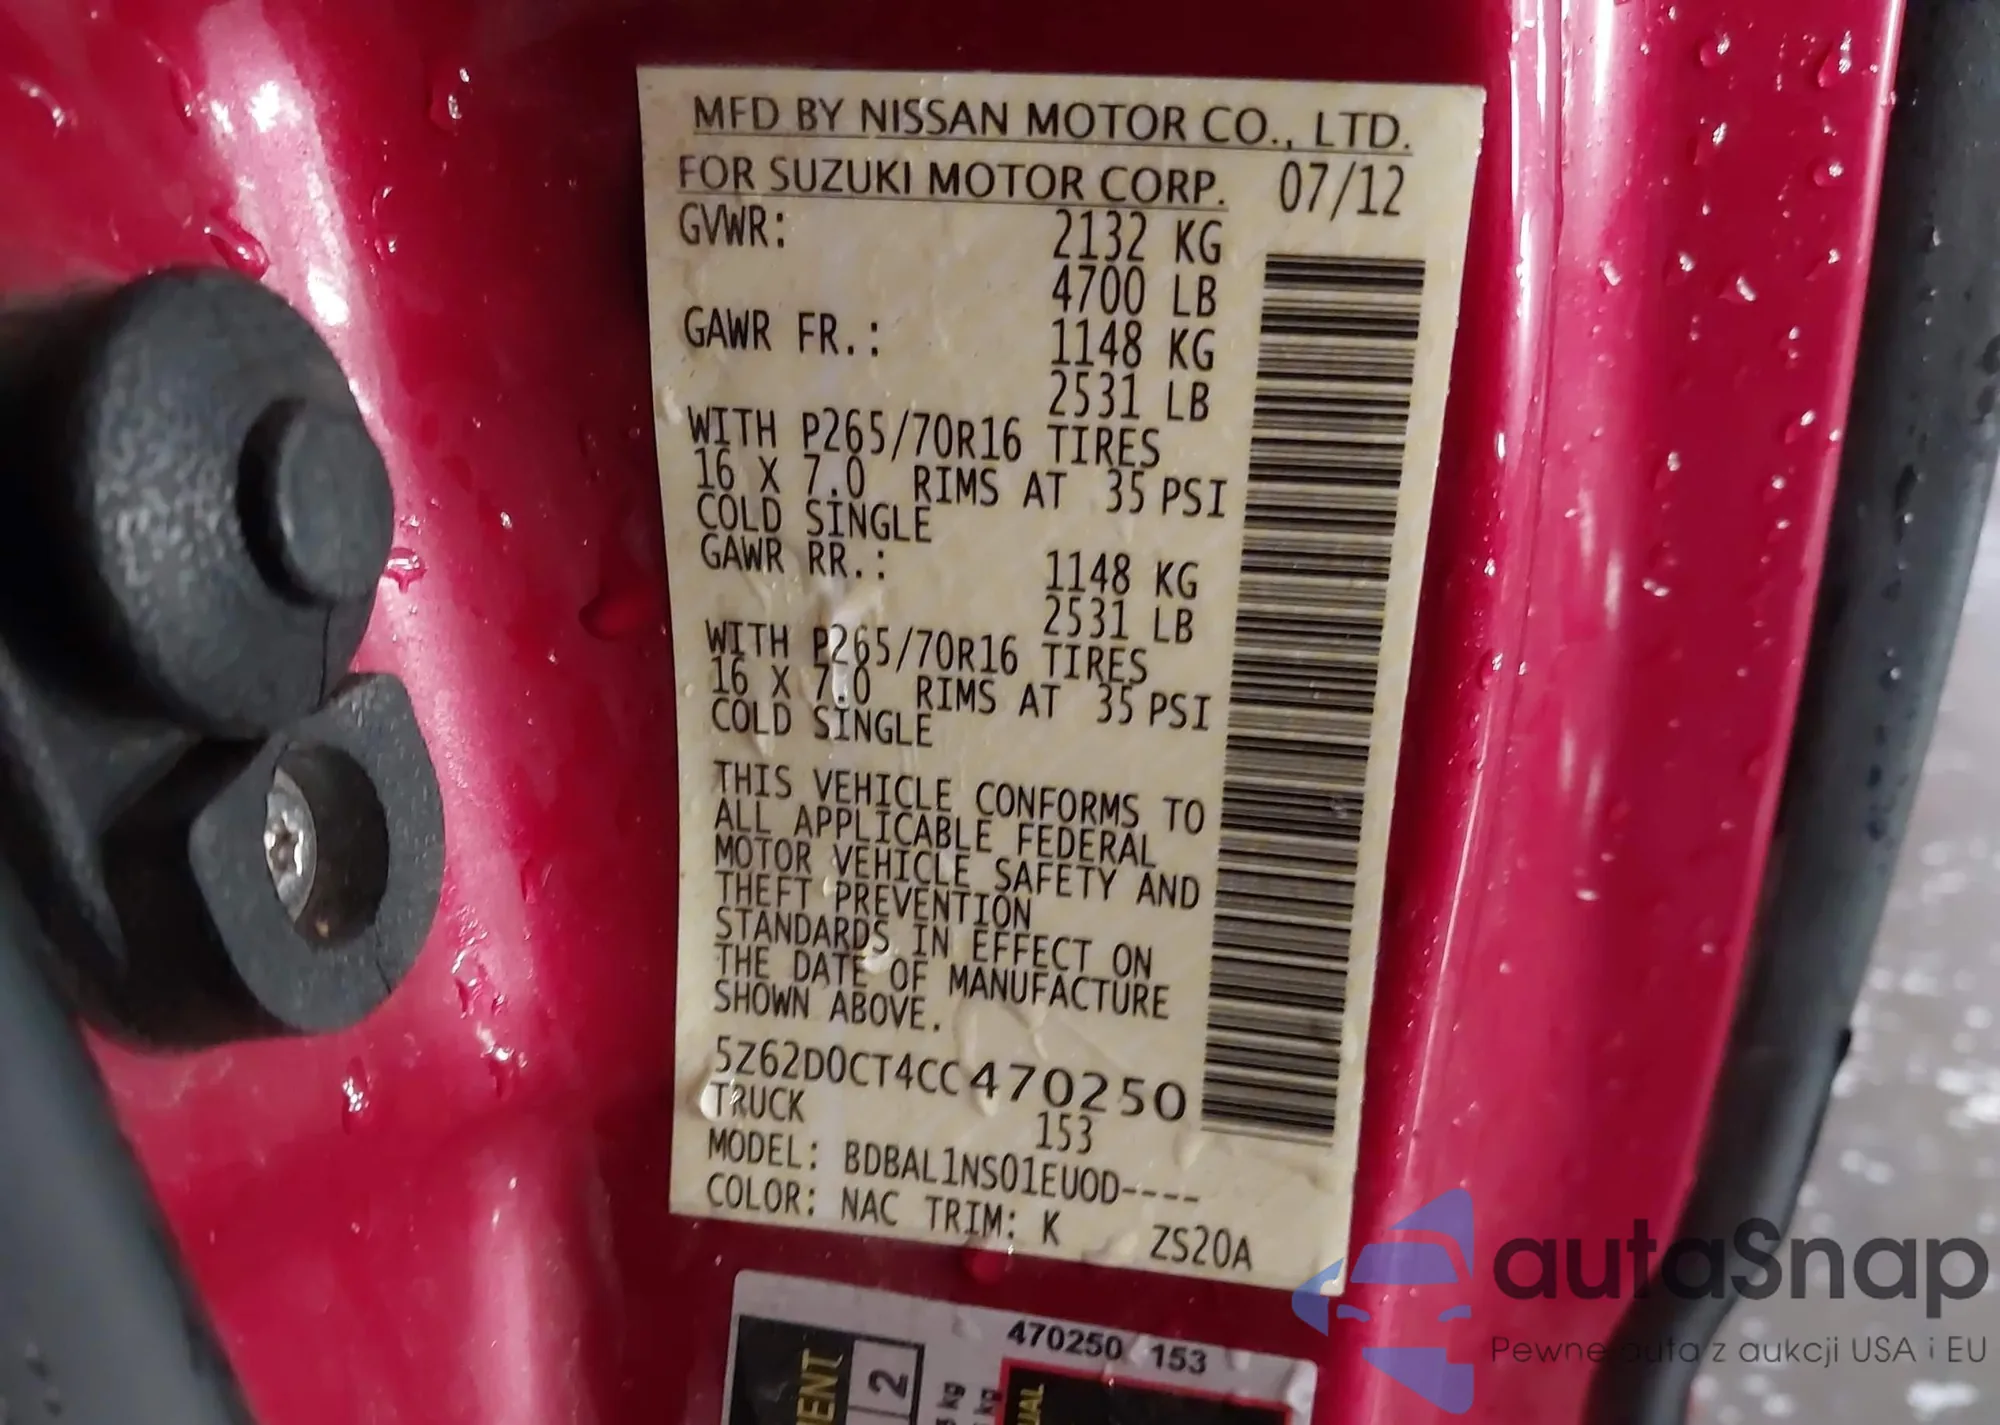 MFD BY NISSAN MOTOR CO., LTD.
FOR SUZUKI MOTOR CORP. 07/12
GVWR: 2132 KG
4700 LB
GAWR FR.: 1148 KG
2531 LB
WITH P265/70R16 TIRES
16 X 7.0 RIMS AT 35 PSI
COLD SINGLE
GAWR RR.: 1148 KG
2531 LB
WITH P265/70R16 TIRES
16 X 7.0 RIMS AT 35 PSI
COLD SINGLE
THIS VEHICLE CONFORMS TO
ALL APPLICABLE FEDERAL
MOTOR VEHICLE SAFETY AND
THEFT PREVENTION
STANDARDS IN EFFECT ON
THE DATE OF MANUFACTURE
SHOWN ABOVE.
5Z62D0CT4CC470250
TRUCK 153
MODEL: BDBAL1NS01EUOD----
COLOR: NAC TRIM: K ZS20A
470250 153
2
kg
kg
autaSnap
Pewne auta z aukcji USA i EU